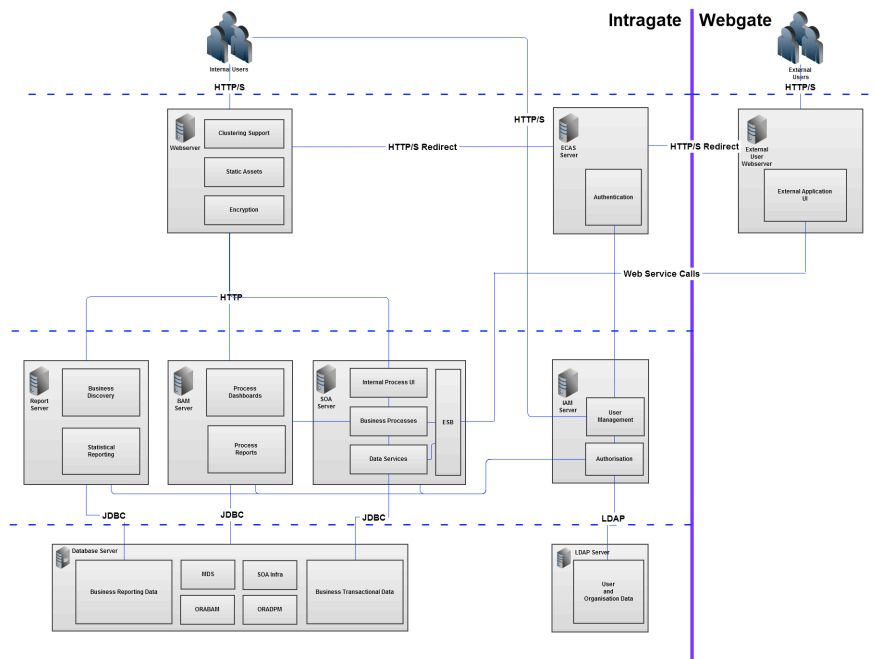 Intragate
Webgate
Internal Users
External
Users
HTTP/S
HTTP/S
HTTP/S
Webserver
Clustering Support
Static Assets
Encryption
HTTP/S Redirect
ECAS
Server
Authentication
HTTP/S Redirect
External
User
Webserver
External Application
UI
Web Service Calls
HTTP
Report
Server
Business
Discovery
Statistical
Reporting
BAM
Server
Process
Dashboards
Process
Reports
SOA
Server
Internal Process UI
Business Processes
Data Services
ESB
IAM
Server
User
Management
Authorisation
JDBC
JDBC
JDBC
LDAP
Database Server
Business Reporting Data
MDS
SOA Infra
ORABAM
ORADPM
Business Transactional Data
LDAP Server
User
and
Organisation Data